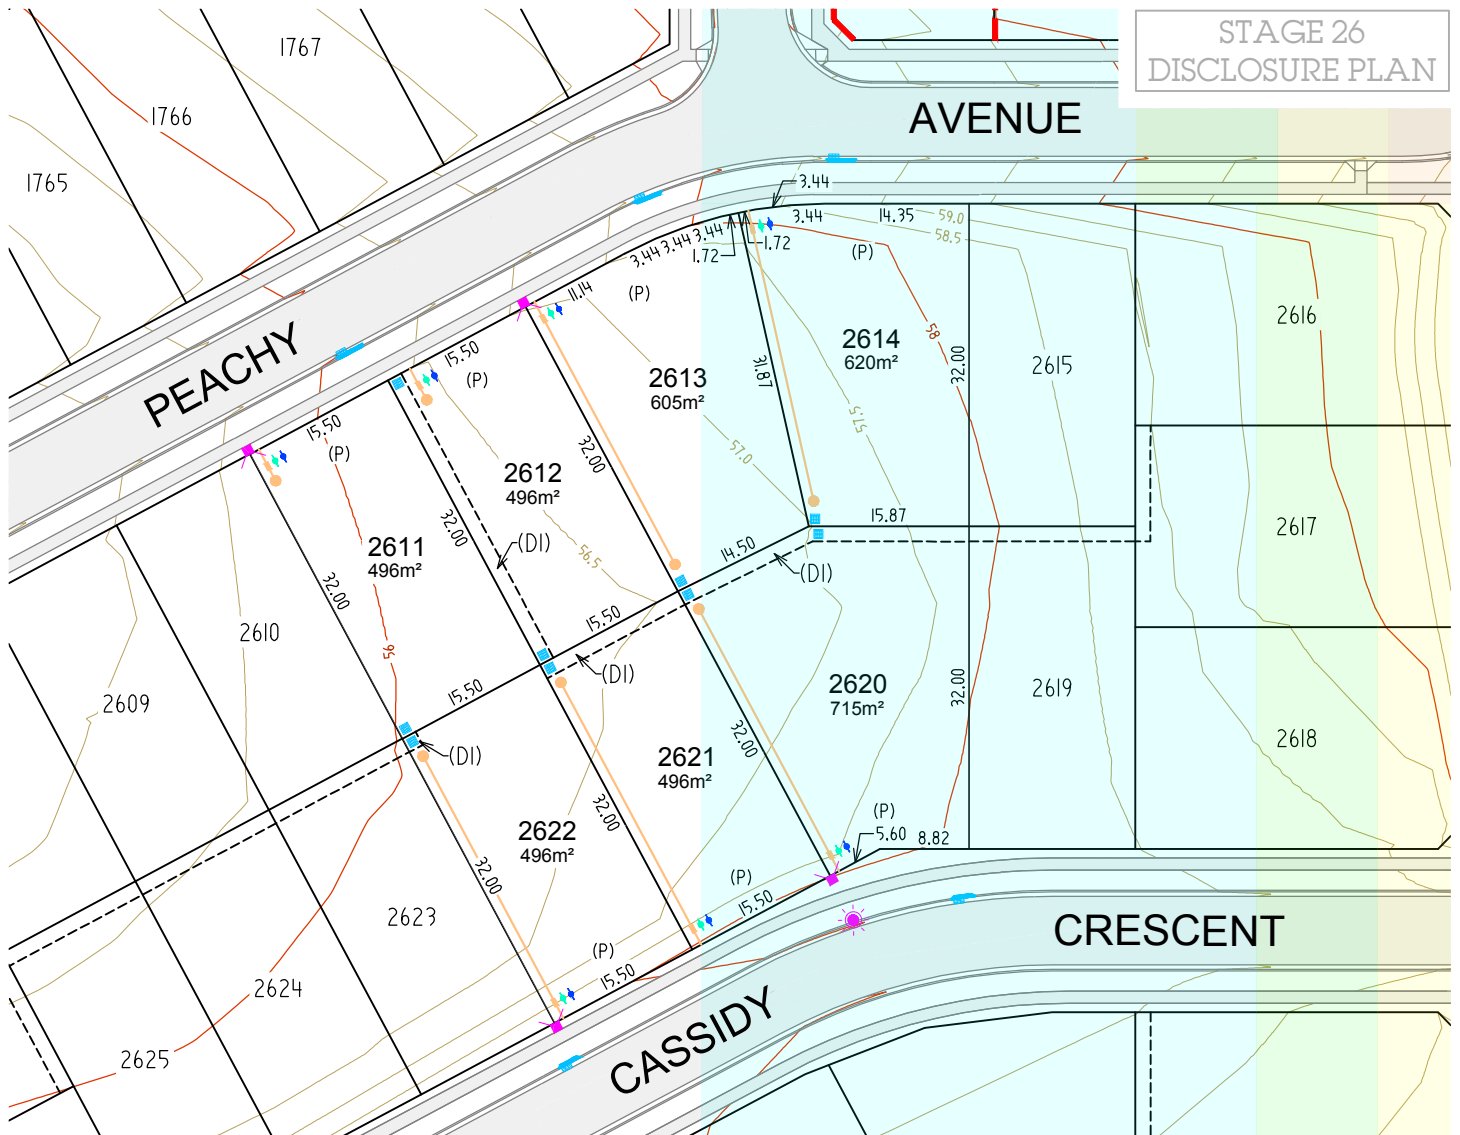 STAGE 26
DISCLOSURE PLAN
1767
1766
1765
AVENUE
PEACHY
3.44
3.44
14.35
59.0
58.5
1.72
1.72
3.44
3.44
3.44
11.14
(P)
(P)
2614
620m²
58
32.00
2615
2616
15.50
(P)
2613
605m²
31.87
57.5
57.0
15.50
(P)
2612
496m²
32.00
2611
496m²
32.00
(DI)
56.5
14.50
15.87
(DI)
2617
32.00
2610
56
15.50
(DI)
15.50
2609
(DI)
2620
715m²
32.00
2619
2618
2621
496m²
32.00
2622
496m²
32.00
32.00
(P)
5.60
8.82
(P)
15.50
2623
(P)
15.50
2624
2625
CRESCENT
CASSIDY